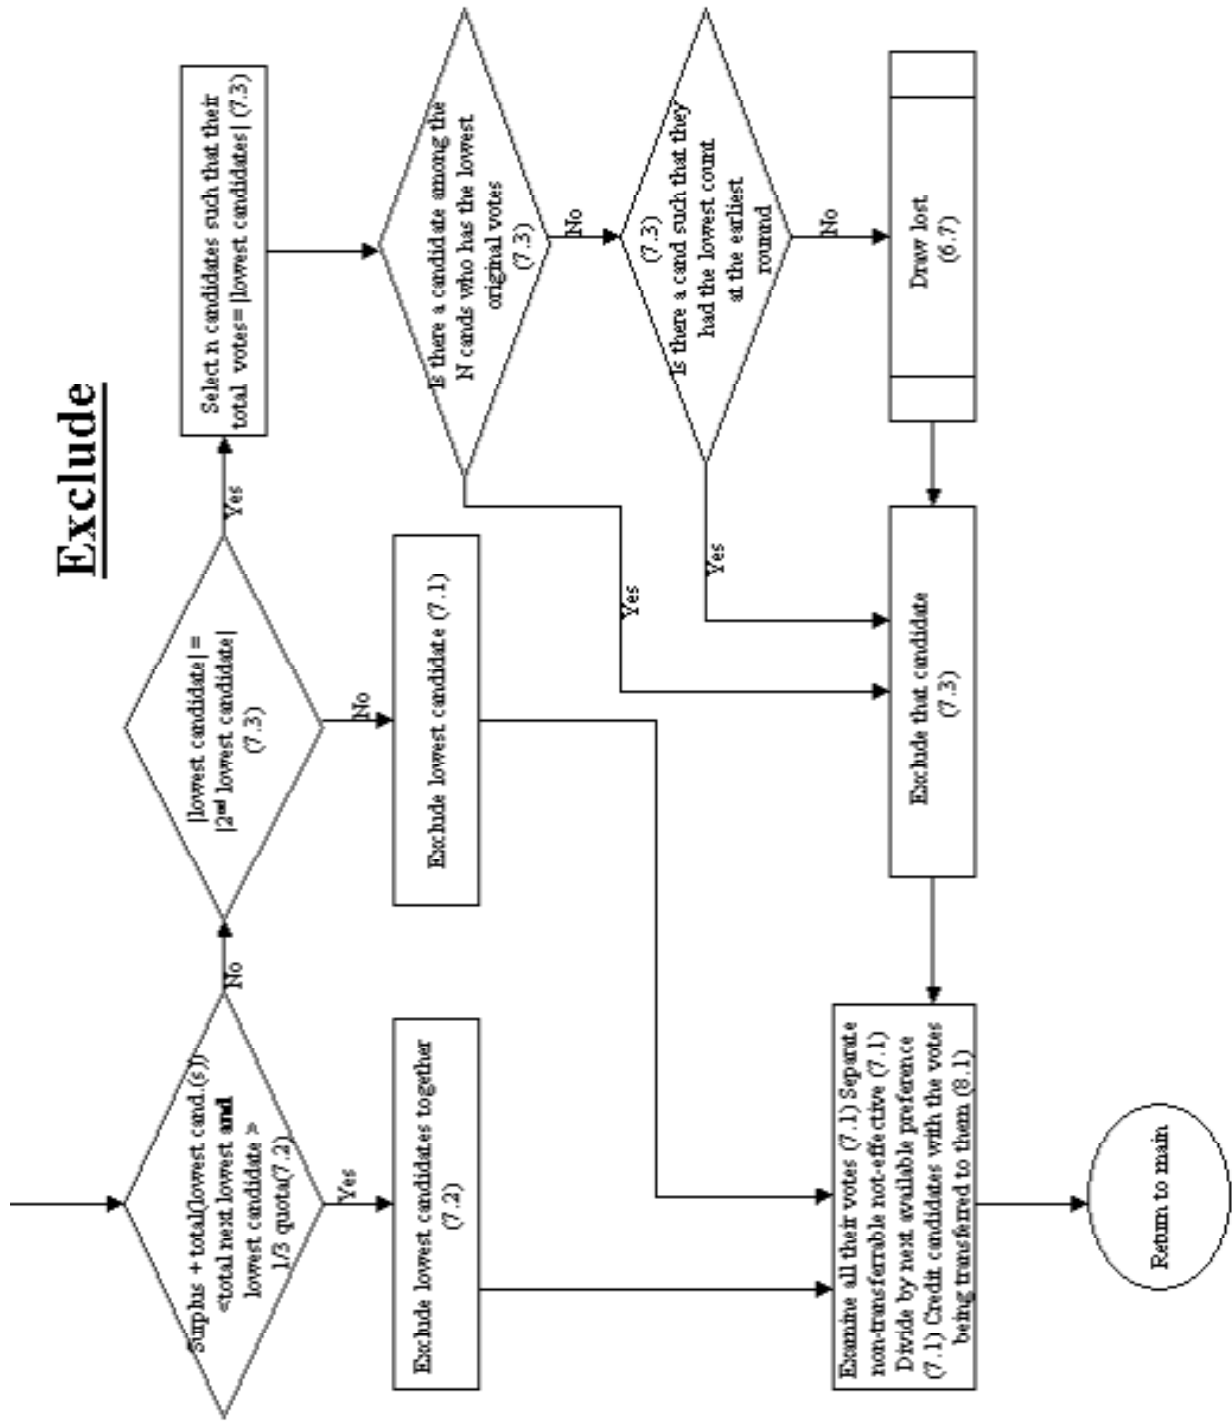 Exclude
Surplus + total(lowest cand.(s))
<total next lowest and
lowest candidate >
1/3 quota(7.2)
No
Yes
|lowest candidate| =
|2nd lowest candidate|
(7.3)
Yes
No
Select n candidates such that their
total votes=|lowest candidates| (7.3)
Exclude lowest candidates together
(7.2)
Exclude lowest candidate (7.1)
Is there a candidate among the
N cands who has the lowest
original votes
(7.3)
No
Yes
(7.3)
Is there a cand such that they
had the lowest count
at the earliest
rounnd
No
Yes
Draw lost
(6.7)
Exclude that candidate
(7.3)
Examine all their votes (7.1) Separate
non-transferrable not-effective (7.1)
Divide by next available preference
(7.1) Credit candidates with the votes
being transferred to them (8.1)
Return to main